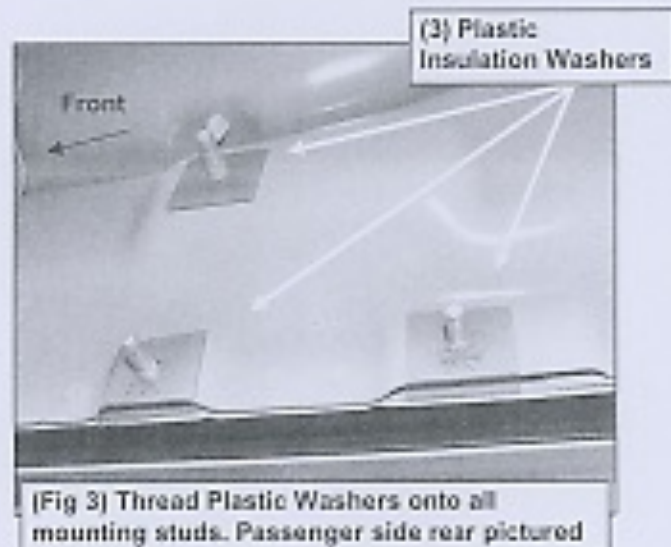 (3) Plastic
Insulation Washers
Front
(Fig 3) Thread Plastic Washers onto all
mounting studs. Passenger side rear pictured